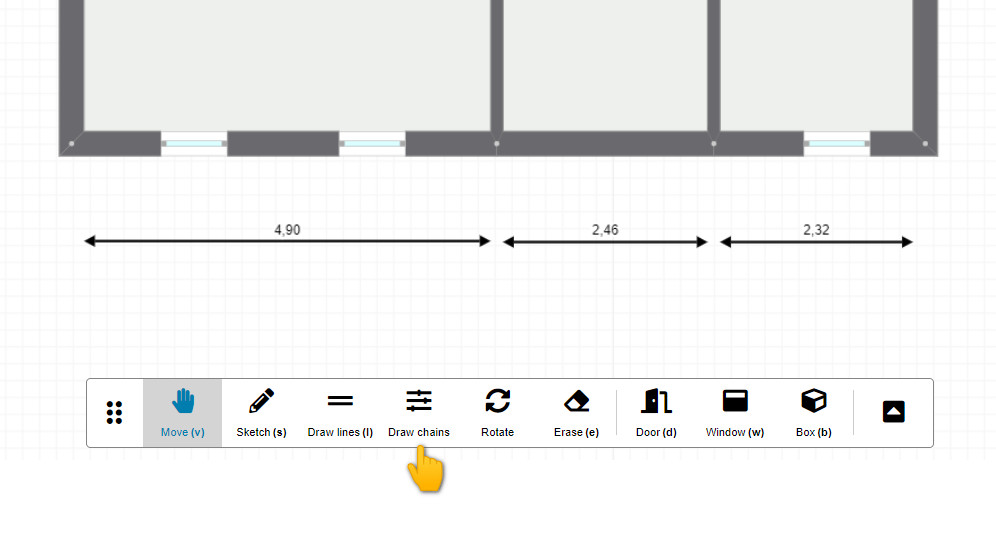 4,90
2,46
2,32
Move (v)
Sketch (s)
Draw lines (l)
Draw chains
Rotate
Erase (e)
Door (d)
Window (w)
Box (b)